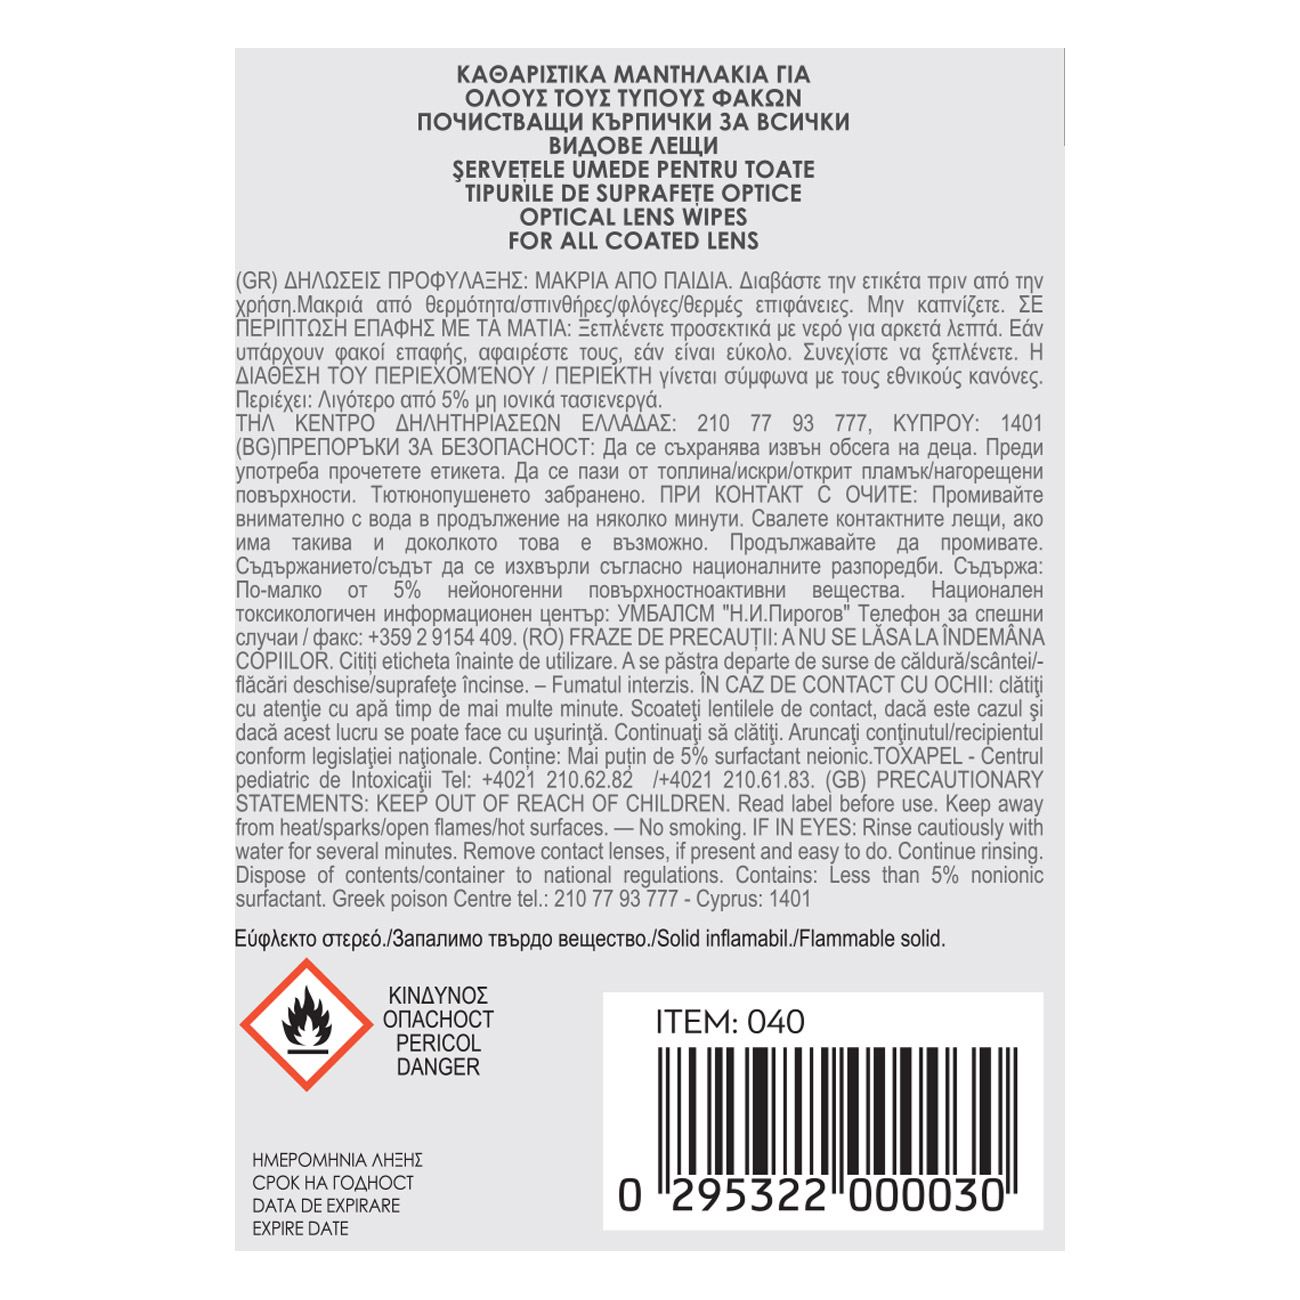 ΚΑΘΑΡΙΣΤΙΚΑ ΜΑΝΤΗΛΑΚΙΑ ΓΙΑ
ΟΛΟΥΣ ΤΟΥΣ ΤΥΠΟΥΣ ΦΑΚΩΝ
ПОЧИСТВАЩИ КЪРПИЧКИ ЗА ВСИЧКИ
ВИДОВЕ ЛЕЩИ
ŞERVEȚELE UMEDE PENTRU TOATE
TIPURILE DE SUPRAFEȚE OPTICE
OPTICAL LENS WIPES
FOR ALL COATED LENS
(GR) ΔΗΛΩΣΕΙΣ ΠΡΟΦΥΛΑΞΗΣ: ΜΑΚΡΙΑ ΑΠΟ ΠΑΙΔΙΑ. Διαβάστε την ετικέτα πριν από την
χρήση.Μακριά από θερμότητα/σπινθήρες/φλόγες/θερμές επιφάνειες. Μην καπνίζετε. ΣΕ
ΠΕΡΙΠΤΩΣΗ ΕΠΑΦΗΣ ΜΕ ΤΑ ΜΑΤΙΑ: Ξεπλένετε προσεκτικά με νερό για αρκετά λεπτά. Εάν
υπάρχουν φακοί επαφής, αφαιρέστε τους, εάν είναι εύκολο. Συνεχίστε να ξεπλένετε. Η
ΔΙΑΘΕΣΗ ΤΟΥ ΠΕΡΙΕΧΟΜΈΝΟΥ / ΠΕΡΙΕΚΤΗ γίνεται σύμφωνα με τους εθνικούς κανόνες.
Περιέχει: Λιγότερο από 5% μη ιονικά τασιενεργά.
ΤΗΛ ΚΕΝΤΡΟ ΔΗΛΗΤΗΡΙΑΣΕΩΝ ΕΛΛΑΔΑΣ: 210 77 93 777, ΚΥΠΡΟΥ: 1401
(BG)ПРЕПОРЪКИ ЗА БЕЗОПАСНОСТ: Да се съхранява извън обсега на деца. Преди
употреба прочетете етикета. Да се пази от топлина/искри/открит пламък/нагорещени
повърхности. Тютюнопушенето забранено. ПРИ КОНТАКТ С ОЧИТЕ: Промивайте
внимателно с вода в продължение на няколко минути. Свалете контактните лещи, ако
има такива и доколкото това е възможно. Продължавайте да промивате.
Съдържанието/съдът да се изхвърли съгласно националните разпоредби. Съдържа:
По-малко от 5% нейоногенни повърхностноактивни вещества. Национален
токсикологичен информационен център: УМБАЛСМ "Н.И.Пирогов" Телефон за спешни
случаи / факс: +359 2 9154 409. (RO) FRAZE DE PRECAUȚII: A NU SE LĂSA LA ÎNDEMÂNA
COPIILOR. Citiți eticheta înainte de utilizare. A se păstra departe de surse de căldură/scântei/-
flăcări deschise/suprafeţe încinse. – Fumatul interzis. ÎN CAZ DE CONTACT CU OCHII: clătiţi
cu atenţie cu apă timp de mai multe minute. Scoateţi lentilele de contact, dacă este cazul şi
dacă acest lucru se poate face cu uşurinţă. Continuaţi să clătiţi. Aruncaţi conţinutul/recipientul
conform legislaţiei naţionale. Conține: Mai puțin de 5% surfactant neionic.TOXAPEL - Centrul
pediatric de Intoxicaţii Tel: +4021 210.62.82 /+4021 210.61.83. (GB) PRECAUTIONARY
STATEMENTS: KEEP OUT OF REACH OF CHILDREN. Read label before use. Keep away
from heat/sparks/open flames/hot surfaces. — No smoking. IF IN EYES: Rinse cautiously with
water for several minutes. Remove contact lenses, if present and easy to do. Continue rinsing.
Dispose of contents/container to national regulations. Contains: Less than 5% nonionic
surfactant. Greek poison Centre tel.: 210 77 93 777 - Cyprus: 1401
Εύφλεκτο στερεό./Запалимо твърдо вещество./Solid inflamabil./Flammable solid.
ΚΙΝΔΥΝΟΣ
ОПАСНОСТ
PERICOL
DANGER
ITEM: 040
0 295322 000030
ΗΜΕΡΟΜΗΝΙΑ ΛΗΞΗΣ
СРОК НА ГОДНОСТ
DATA DE EXPIRARE
EXPIRE DATE